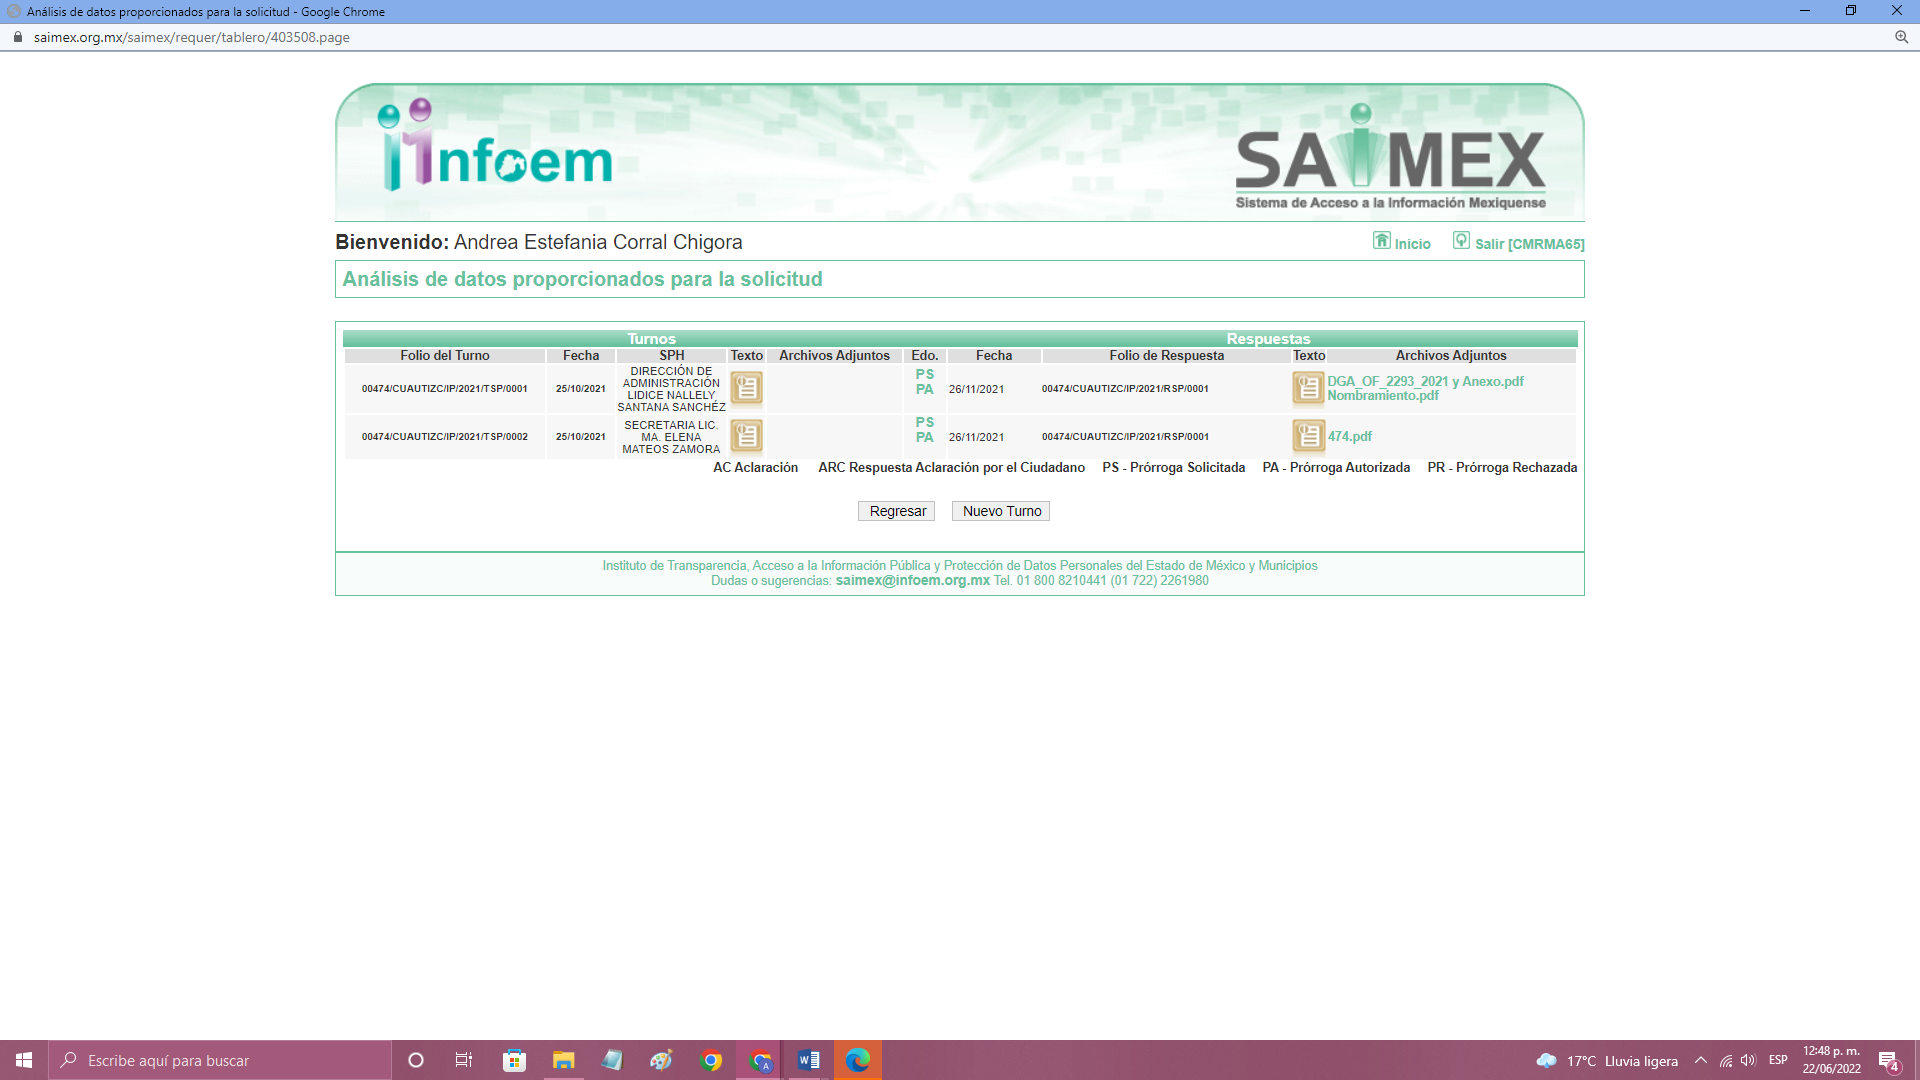 Análisis de datos proporcionados para la solicitud - Google Chrome
saimex.org.mx/saimex/requer/tablero/403508.page
infoem
SAIMEX
Sistema de Acceso a la Información Mexiquense
Bienvenido: Andrea Estefania Corral Chigora
Inicio Salir [CMRMA65]
Análisis de datos proporcionados para la solicitud
Turnos Respuestas
Folio del Turno Fecha SPH Texto Archivos Adjuntos Edo. Fecha Folio de Respuesta Texto Archivos Adjuntos
00474/CUAUTIZC/IP/2021/TSP/0001 25/10/2021
DIRECCIÓN DE
ADMINISTRACIÓN
LIDICE NALLELY
SANTANA SANCHÉZ
PS
PA
26/11/2021 00474/CUAUTIZC/IP/2021/RSP/0001
DGA_OF_2293_2021 y Anexo.pdf
Nombramiento.pdf
00474/CUAUTIZC/IP/2021/TSP/0002 25/10/2021
SECRETARIA LIC.
MA. ELENA
MATEOS ZAMORA
PS
PA
26/11/2021 00474/CUAUTIZC/IP/2021/RSP/0001
474.pdf
AC Aclaración ARC Respuesta Aclaración por el Ciudadano PS - Prórroga Solicitada PA - Prórroga Autorizada PR - Prórroga Rechazada
Regresar Nuevo Turno
Instituto de Transparencia, Acceso a la Información Pública y Protección de Datos Personales del Estado de México y Municipios
Dudas o sugerencias: saimex@infoem.org.mx Tel. 01 800 8210441 (01 722) 2261980
Escribe aquí para buscar
17°C Lluvia ligera
ESP
12:48 p. m.
22/06/2022
4